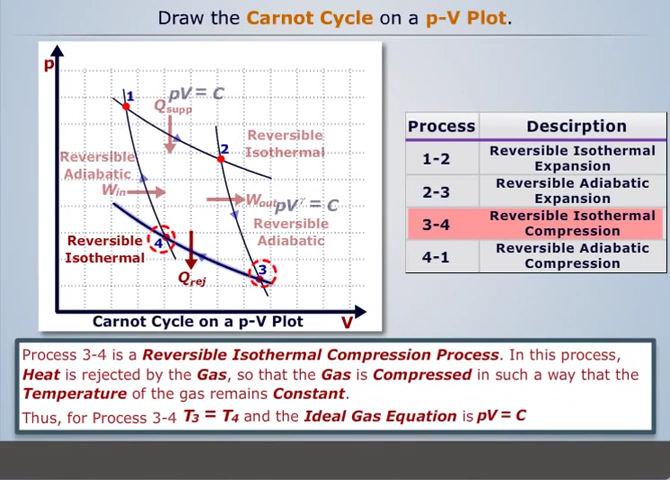 Draw the Carnot Cycle on a p-V Plot.
p
1
pV = C
Qsupp
2
Reversible
Isothermal
Reversible
Adiabatic
Win
Wout
pVᵞ = C
Reversible
Adiabatic
Reversible
Isothermal
4
3
Qrej
Carnot Cycle on a p-V Plot
V
Process Descirption
1-2 Reversible Isothermal
Expansion
2-3 Reversible Adiabatic
Expansion
3-4 Reversible Isothermal
Compression
4-1 Reversible Adiabatic
Compression
Process 3-4 is a Reversible Isothermal Compression Process. In this process,
Heat is rejected by the Gas, so that the Gas is Compressed in such a way that the
Temperature of the gas remains Constant.
Thus, for Process 3-4 T3 = T4 and the Ideal Gas Equation is pV = C